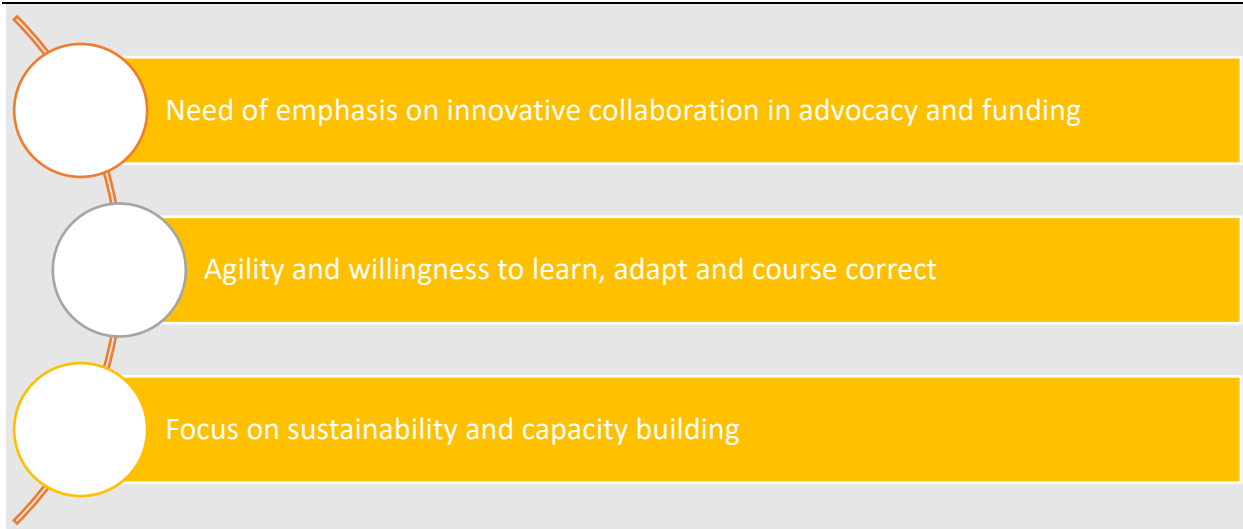 Need of emphasis on innovative collaboration in advocacy and funding
Agility and willingness to learn, adapt and course correct
Focus on sustainability and capacity building